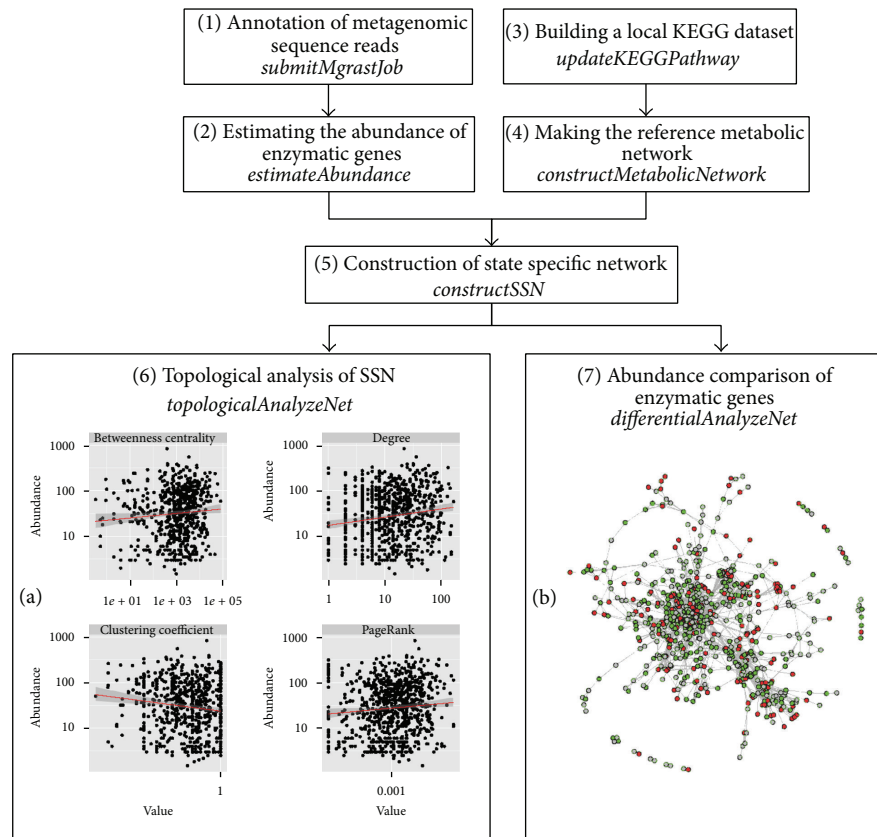 (1) Annotation of metagenomic
sequence reads
submitMgrastJob
(3) Building a local KEGG dataset
updateKEGGPathway
(2) Estimating the abundance of
enzymatic genes
estimateAbundance
(4) Making the reference metabolic
network
constructMetabolicNetwork
(5) Construction of state specific network
constructSSN
(6) Topological analysis of SSN
topologicalAnalyzeNet
Betweenness centrality
1000
100
10
Abundance
1e + 01
1e + 03
1e + 05
Degree
1000
100
10
Abundance
1
10
100
(a)
Clustering coefficient
1000
100
10
Abundance
1
Value
PageRank
1000
100
10
Abundance
0.001
Value
(7) Abundance comparison of
enzymatic genes
differentialAnalyzeNet
(b)